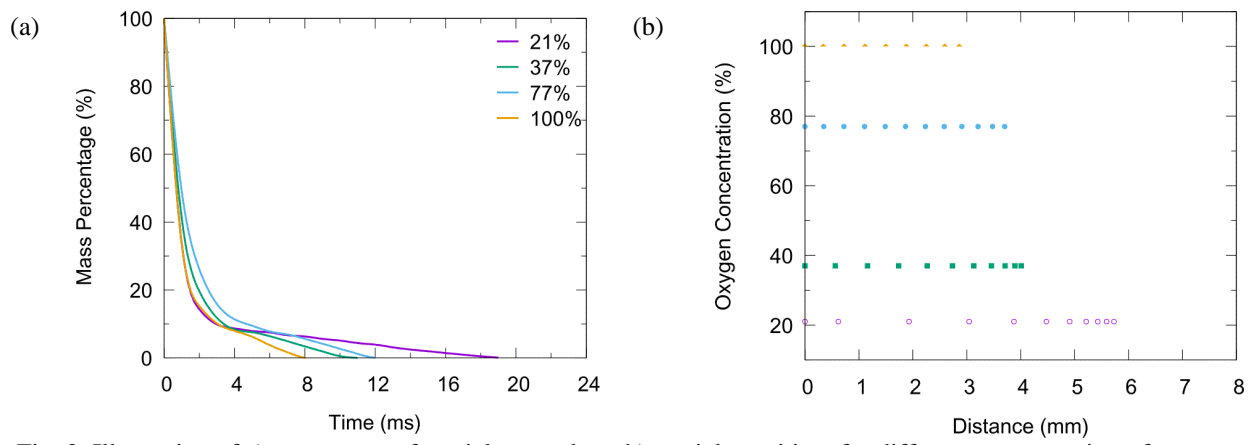 (a)
Mass Percentage (%)
100
80
60
40
20
0
21%
37%
77%
100%
0 4 8 12 16 20 24
Time (ms)
(b)
Oxygen Concentration (%)
100
80
60
40
20
0 1 2 3 4 5 6 7 8
Distance (mm)